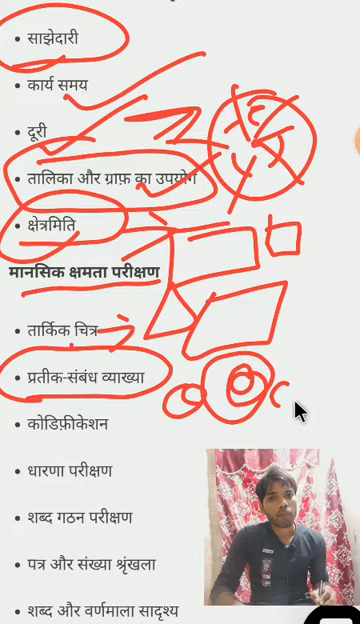 साझेदारी
कार्य समय
दूरी
तालिका और ग्राफ़ का उपयोग
क्षेत्रमिति
मानसिक क्षमता परीक्षण
तार्किक चित्र
प्रतीक-संबंध व्याख्या
कोडिफ़िकेशन
धारणा परीक्षण
शब्द गठन परीक्षण
पत्र और संख्या श्रृंखला
शब्द और वर्णमाला सादृश्य